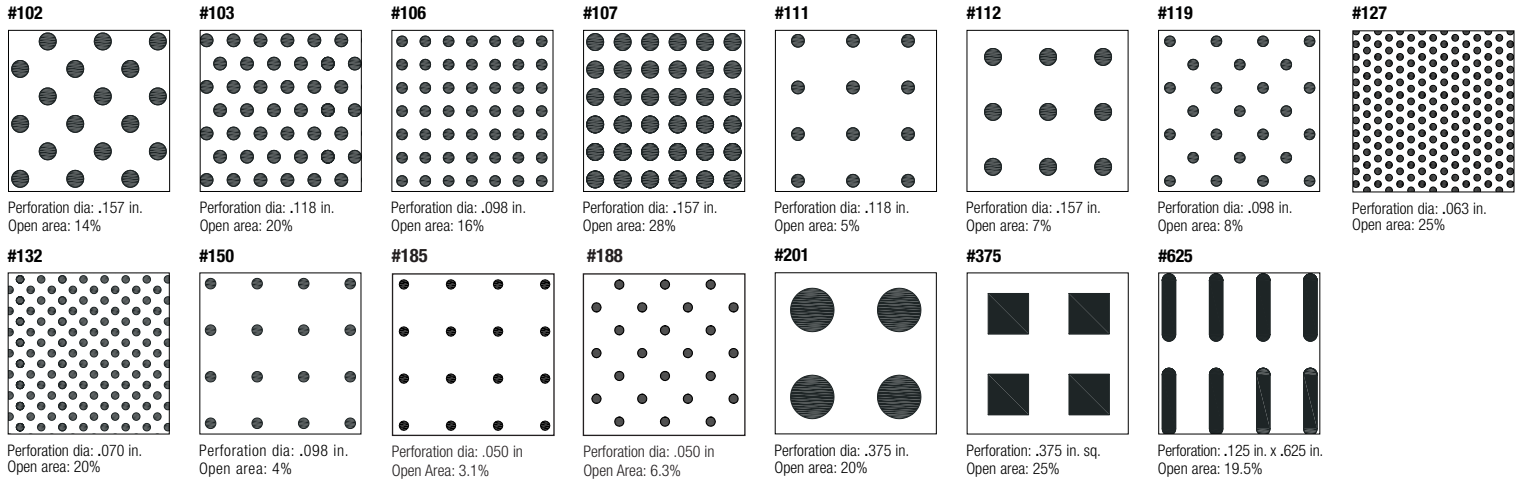 #102
#103
#106
#107
#111
#112
#119
#127
Perforation dia: .157 in.
Open area: 14%
Perforation dia: .118 in.
Open area: 20%
Perforation dia: .098 in.
Open area: 16%
Perforation dia: .157 in.
Open area: 28%
Perforation dia: .118 in.
Open area: 5%
Perforation dia: .157 in.
Open area: 7%
Perforation dia: .098 in.
Open area: 8%
Perforation dia: .063 in.
Open area: 25%
#132
#150
#185
#188
#201
#375
#625
Perforation dia: .070 in.
Open area: 20%
Perforation dia: .098 in.
Open area: 4%
Perforation dia: .050 in
Open Area: 3.1%
Perforation dia: .050 in
Open Area: 6.3%
Perforation dia: .375 in.
Open area: 20%
Perforation: .375 in. sq.
Open area: 25%
Perforation: .125 in. x .625 in.
Open area: 19.5%